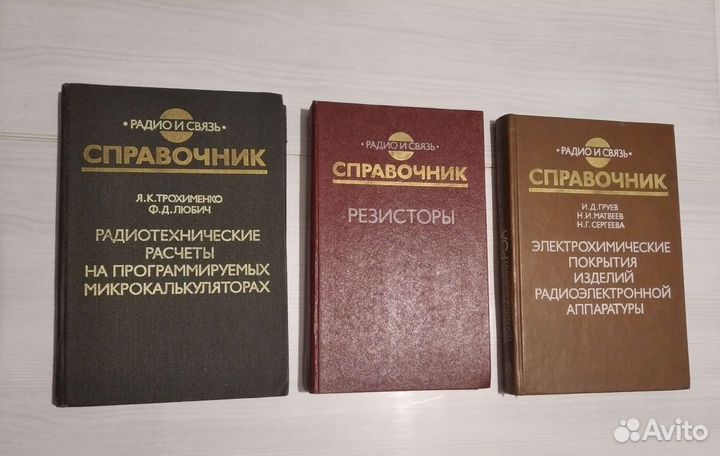 • РАДИО И СВЯЗЬ •
СПРАВОЧНИК
Я.К.ТРОХИМЕНКО
Ф.Д.ЛЮБИЧ
РАДИОТЕХНИЧЕСКИЕ
РАСЧЕТЫ
НА ПРОГРАММИРУЕМЫХ
МИКРОКАЛЬКУЛЯТОРАХ
• РАДИО И СВЯЗЬ •
СПРАВОЧНИК
РЕЗИСТОРЫ
• РАДИО И СВЯЗЬ •
СПРАВОЧНИК
И.Д.ГРУЕВ
Н.И.МАТВЕЕВ
Н.Г.СЕРГЕЕВА
ЭЛЕКТРОХИМИЧЕСКИЕ
ПОКРЫТИЯ
ИЗДЕЛИЙ
РАДИОЭЛЕКТРОННОЙ
АППАРАТУРЫ
Avito